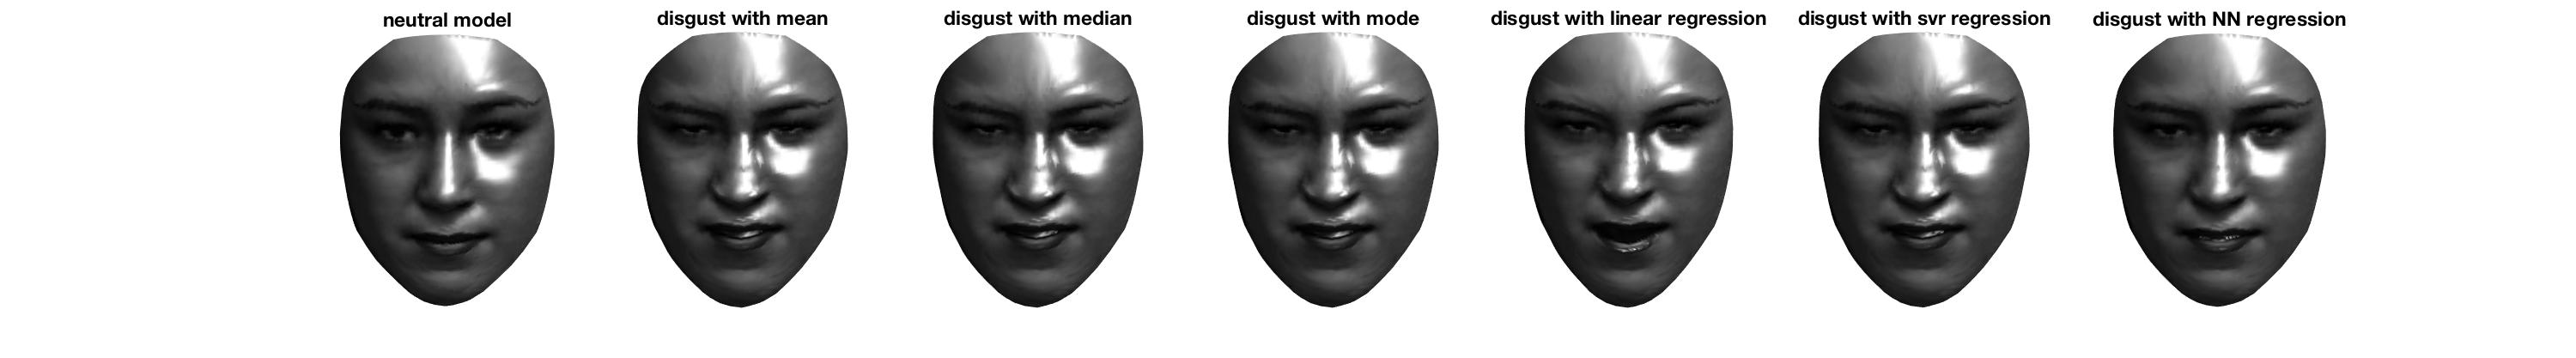 neutral model
disgust with mean
disgust with median
disgust with mode
disgust with linear regression
disgust with svr regression
disgust with NN regression